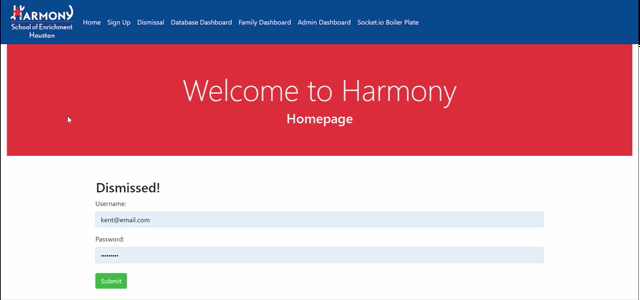 HARMONY
School of Enrichment
Houston
Home Sign Up Dismissal Database Dashboard Family Dashboard Admin Dashboard Socket.io Boiler Plate
Welcome to Harmony
Homepage
Dismissed!
Username:
kent@email.com
Password:
•••••••••
Submit